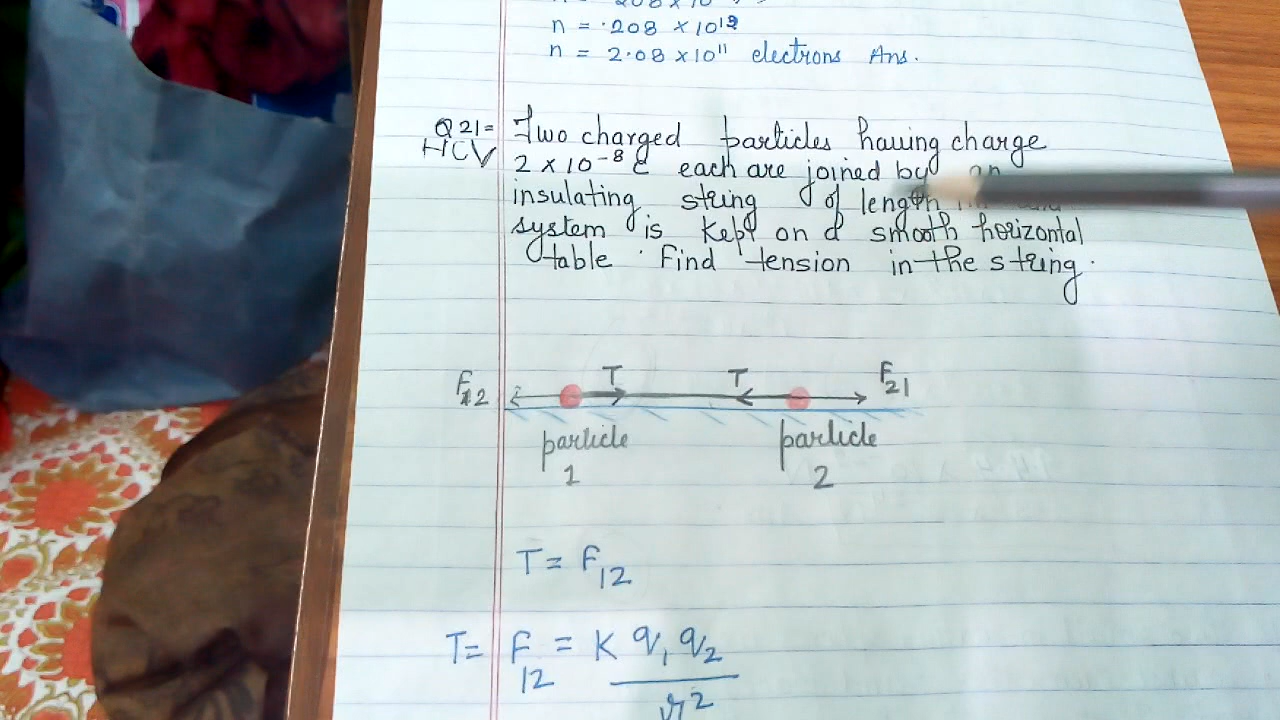 n = .208 × 10¹²
n = 2.08 × 10¹¹ electrons Ans.
Q 21= Two charged particles having charge
HCV 2 × 10⁻⁸ C each are joined by an
insulating string of length
system is kept on a smooth horizontal
table . Find tension in the string.
F₁₂ T T F₂₁
particle particle
1 2
T = F₁₂
T = F₁₂ = K q₁ q₂
r²